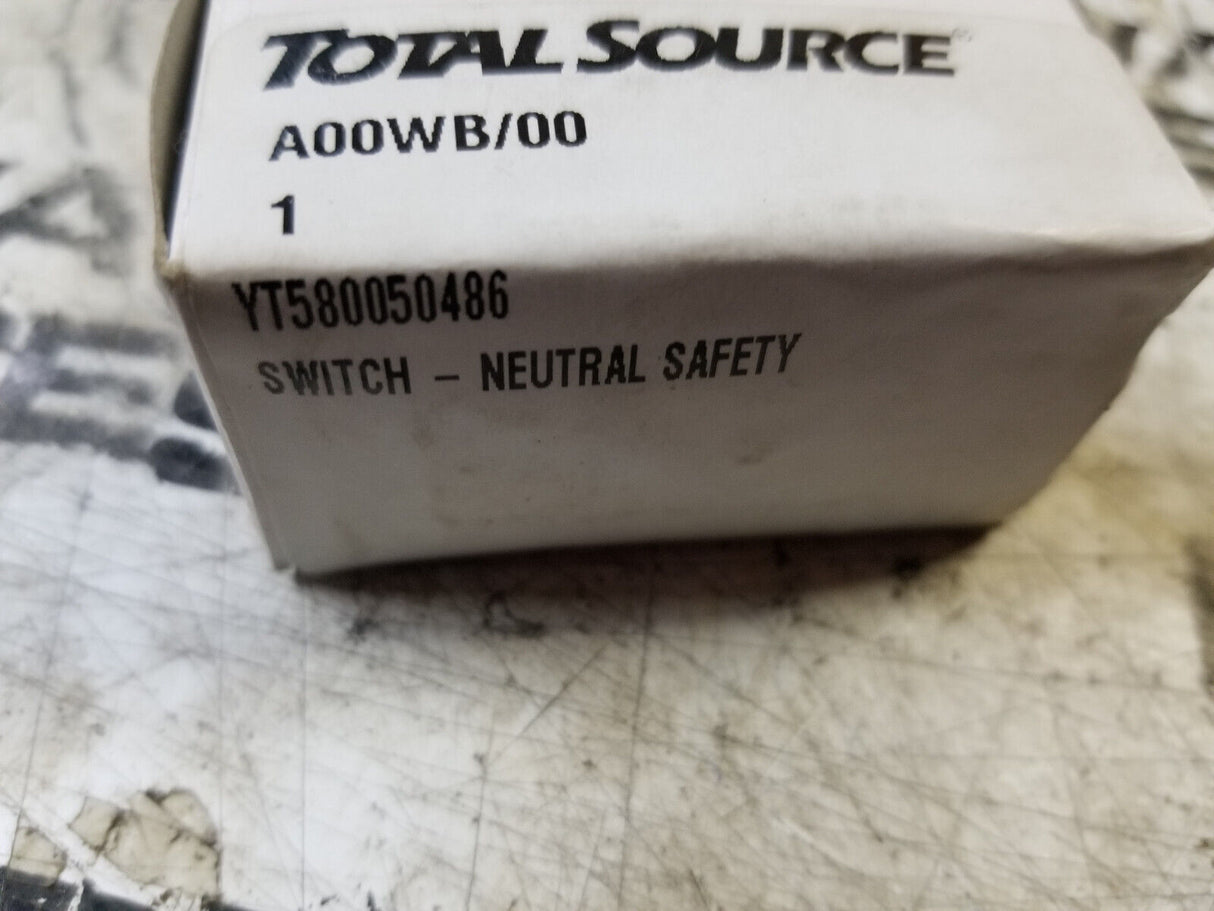 TOTAL SOURCE®
A00WB/00
1
YT580050486
SWITCH - NEUTRAL SAFETY